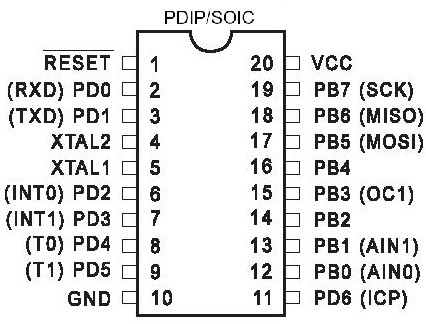 PDIP/SOIC
RESET 1 20 VCC
(RXD) PD0 2 19 PB7 (SCK)
(TXD) PD1 3 18 PB6 (MISO)
XTAL2 4 17 PB5 (MOSI)
XTAL1 5 16 PB4
(INT0) PD2 6 15 PB3 (OC1)
(INT1) PD3 7 14 PB2
(T0) PD4 8 13 PB1 (AIN1)
(T1) PD5 9 12 PB0 (AIN0)
GND 10 11 PD6 (ICP)